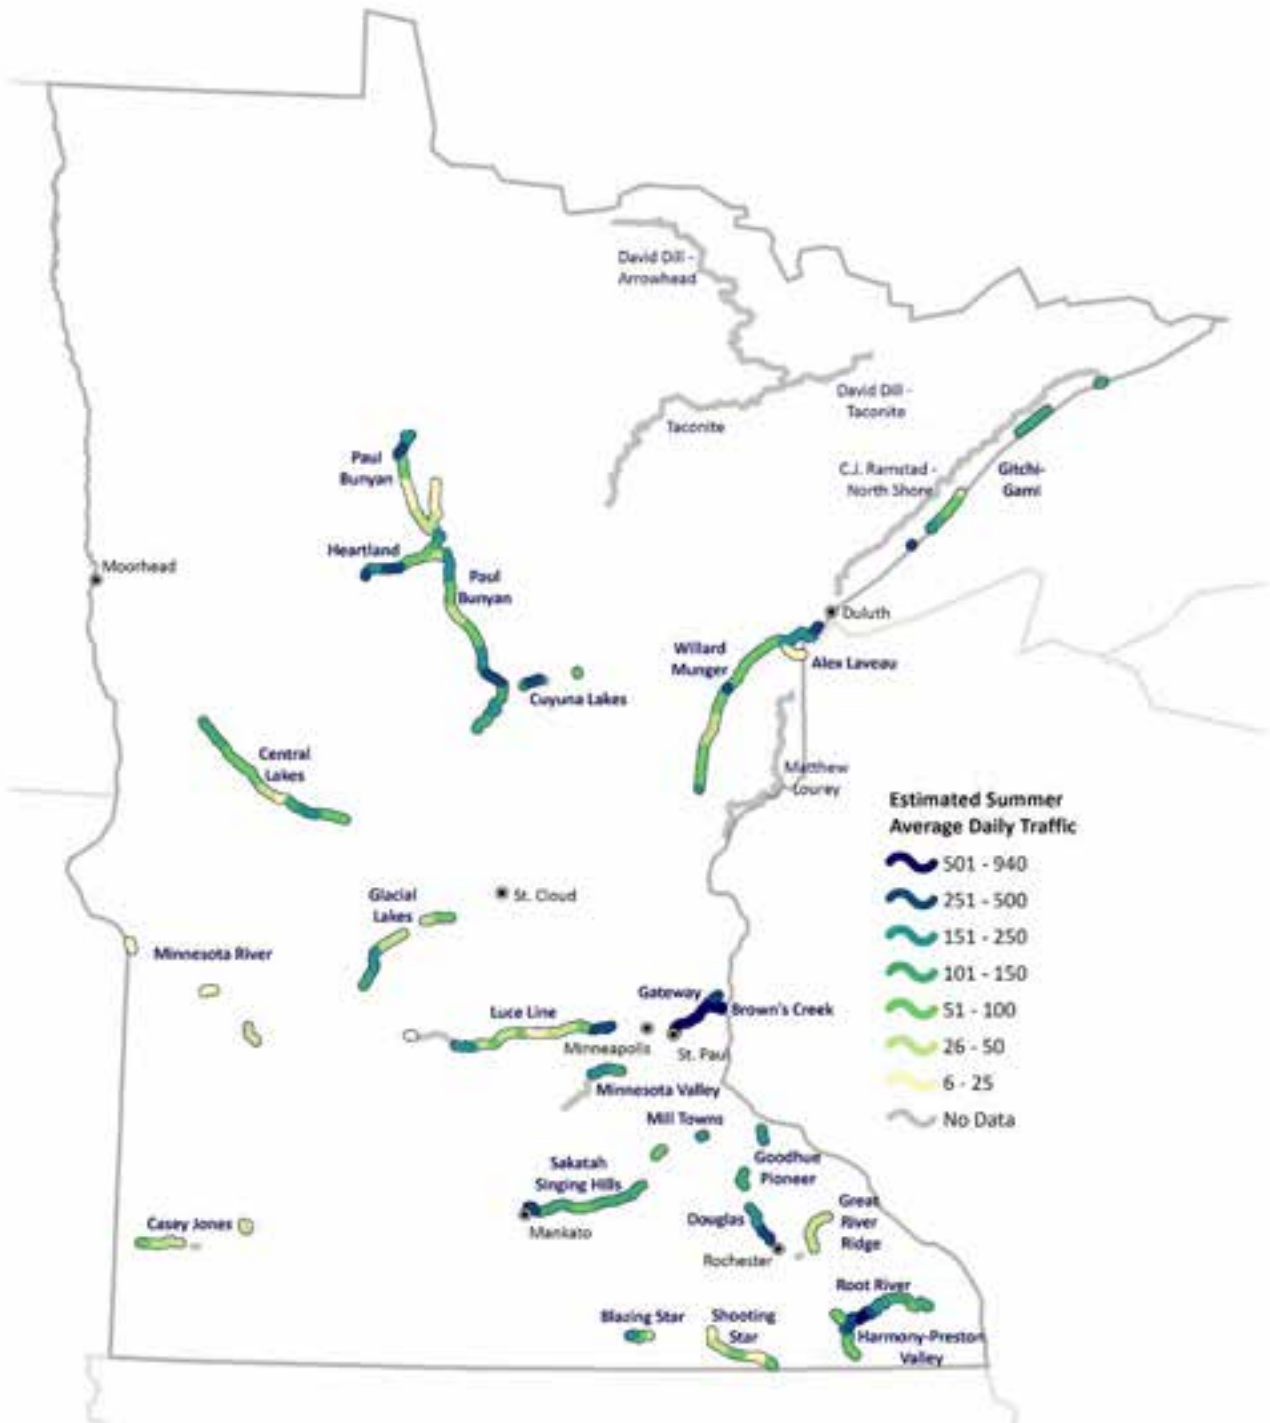 David Dill -
Arrowhead
David Dill -
Taconite
Taconite
Paul
Bunyan
C.J. Ramstad -
North Shore
Gitchi-
Gami
Heartland
Moorhead
Paul
Bunyan
Duluth
Willard
Munger
Alex Laveau
Cuyuna Lakes
Central
Lakes
Matthew
Lourey
Estimated Summer
Average Daily Traffic
501 - 940
251 - 500
151 - 250
101 - 150
51 - 100
26 - 50
6 - 25
No Data
Glacial
Lakes
St. Cloud
Minnesota River
Gateway
Brown's Creek
Luce Line
Minneapolis
St. Paul
Minnesota Valley
Mill Towns
Sakatah
Singing Hills
Goodhue
Pioneer
Casey Jones
Mankato
Douglas
Great
River
Ridge
Rochester
Root River
Blazing Star
Shooting
Star
Harmony-Preston
Valley